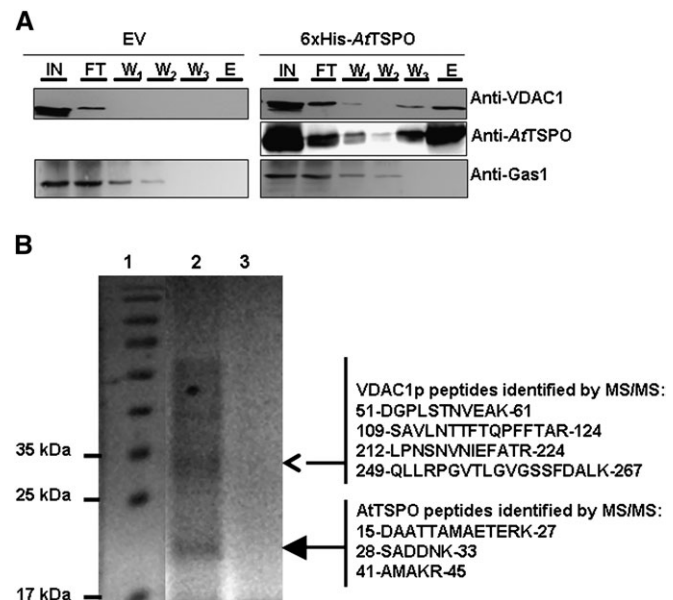 A
EV
6xHis-AtTSPO
IN FT W1 W2 W3 E
IN FT W1 W2 W3 E
Anti-VDAC1
Anti-AtTSPO
Anti-Gas1
B
1 2 3
35 kDa
25 kDa
17 kDa
VDAC1p peptides identified by MS/MS:
51-DGPLSTNVEAK-61
109-SAVLNTTFTQPFFTAR-124
212-LPNSNVNIEFATR-224
249-QLLRPGVTLGVGSSFDALK-267
AtTSPO peptides identified by MS/MS:
15-DAATTAMAETERK-27
28-SADDNK-33
41-AMAKR-45